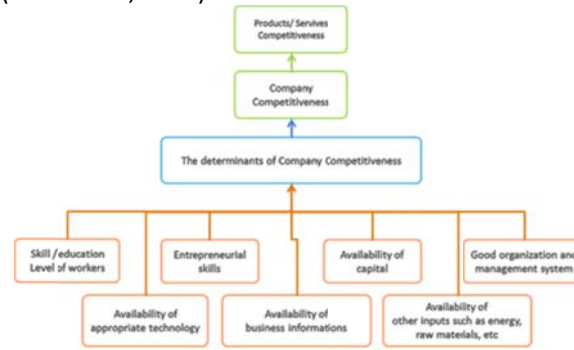 Products/ Servives
Competitiveness
Company
Competitiveness
The determinants of Company Competitiveness
Skill /education
Level of workers
Entrepreneurial
skills
Availability of
capital
Good organization and
management system
Availability of
appropriate technology
Availability of
business informations
Availability of
other inputs such as energy,
raw materials, etc